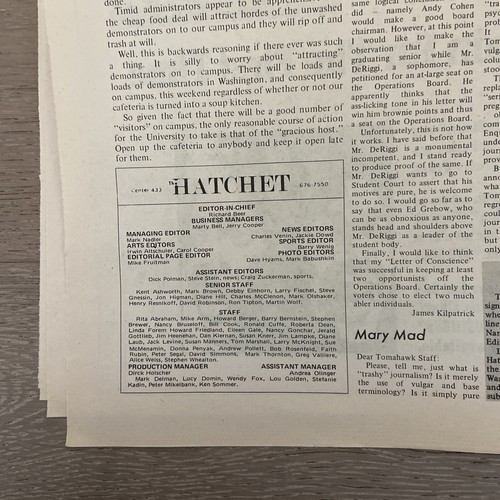 done.
Timid administrators appear to be
the cheap food deal will attract hordes of the unwashed
demonstrators on to our campus and they will rip off and
trash at will.
Well, this is backwards reasoning if there ever was such
a thing. It is silly to worry about "attracting"
demonstrators on to campus. There will be loads and
loads of demonstrators in Washington, and consequently
on campus, this weekend regardless of whether or not our
cafeteria is turned into a soup kitchen.
So given the fact that there will be a good number of
"visitors" on campus, the only reasonable course of action
for the University to take is that of the "gracious host."
Open up the cafeteria to anybody and keep it open late
for them.
Center 433 The HATCHET 676-7550
EDITOR-IN-CHIEF
Richard Beer
BUSINESS MANAGERS
Marty Bell, Jerry Cooper
MANAGING EDITOR
Mark Nadler
ARTS EDITORS
Irwin Altschuler, Carol Cooper
EDITORIAL PAGE EDITOR
Mike Fruitman
NEWS EDITORS
Charles Venin, Jackie Dowd
SPORTS EDITOR
Barry Wenig
PHOTO EDITORS
Dave Hyams, Mark Babushkin
ASSISTANT EDITORS
Dick Polman, Steve Stein, news; Craig Zuckerman, sports.
SENIOR STAFF
Kent Ashworth, Mark Brown, Debby Einhorn, Larry Fischel, Steve
Gnessin, Jon Higman, Diane Hill, Charles McClenon, Mark Olshaker,
Henry Resnikoff, David Robinson, Ron Tipton, Martin Wolf.
STAFF
Rita Abraham, Mike Arm, Howard Berger, Barry Bernstein, Stephen
Brewer, Nancy Bruseloff, Bill Cook, Ronald Cuffe, Roberta Dean,
Linda Forem Howard Friedland, Eileen Gale, Nancy Gonchar, Jerald
Gottlieb, Jim Heenehan, Dan Kiernan, Susan Knerr, Jim Lampke, Diane
Laub, Jack Levine, Susan Manners, Tom Marshall, Larry McKnight, Sue
McMenamin, Donna Penyak, Andrew Pollett, Bob Rosenfeld, Faith
Rubin, Peter Segal, David Simmons, Mark Thornton, Greg Valliere,
Alice Weiss, Stephen Whealton.
PRODUCTION MANAGER
Dirck Holscher
ASSISTANT MANAGER
Andrea Olinger
Mark Delman, Lucy Domin, Wendy Fox, Lou Golden, Stefanie
Kadin, Peter Mikelbank, Ken Sommer.
same logical
did - namely Andy Cohen
would make a good board
chairman. However, at this point
I would like to make the
observation that I am a
graduating senior while Mr.
DeRiggi, a sophomore, has
petitioned for an at-large seat on
the Operations Board. He
apparently thinks the
ass-licking tone in his letter will
win him brownie points and thus
a seat on the Operations Board.
Unfortunately, this is not how
it works. I have said before that
Mr. DeRiggi is a monumental
incompetent, and I stand ready
to produce proof of the same. If
Mr. DeRiggi wants to go to
Student Court to assert that his
motives are pure, he is welcome
to do so. I would go so far as to
say that even Ed Grebow, who
can be as obnoxious as anyone,
stands head and shoulders above
Mr. DeRiggi as a leader of the
student body.
Finally, I would like to think
that my "Letter of Conscience"
was successful in keeping at least
two opportunists off the
Operations Board. Certainly the
voters chose to elect two much
abler individuals.
James Kilpatrick
Mary Mad
Dear Tomahawk Staff:
Please, tell me, just what is
"trashy" journalism? Is it merely
the use of vulgar and base
terminology? Is it simply pure